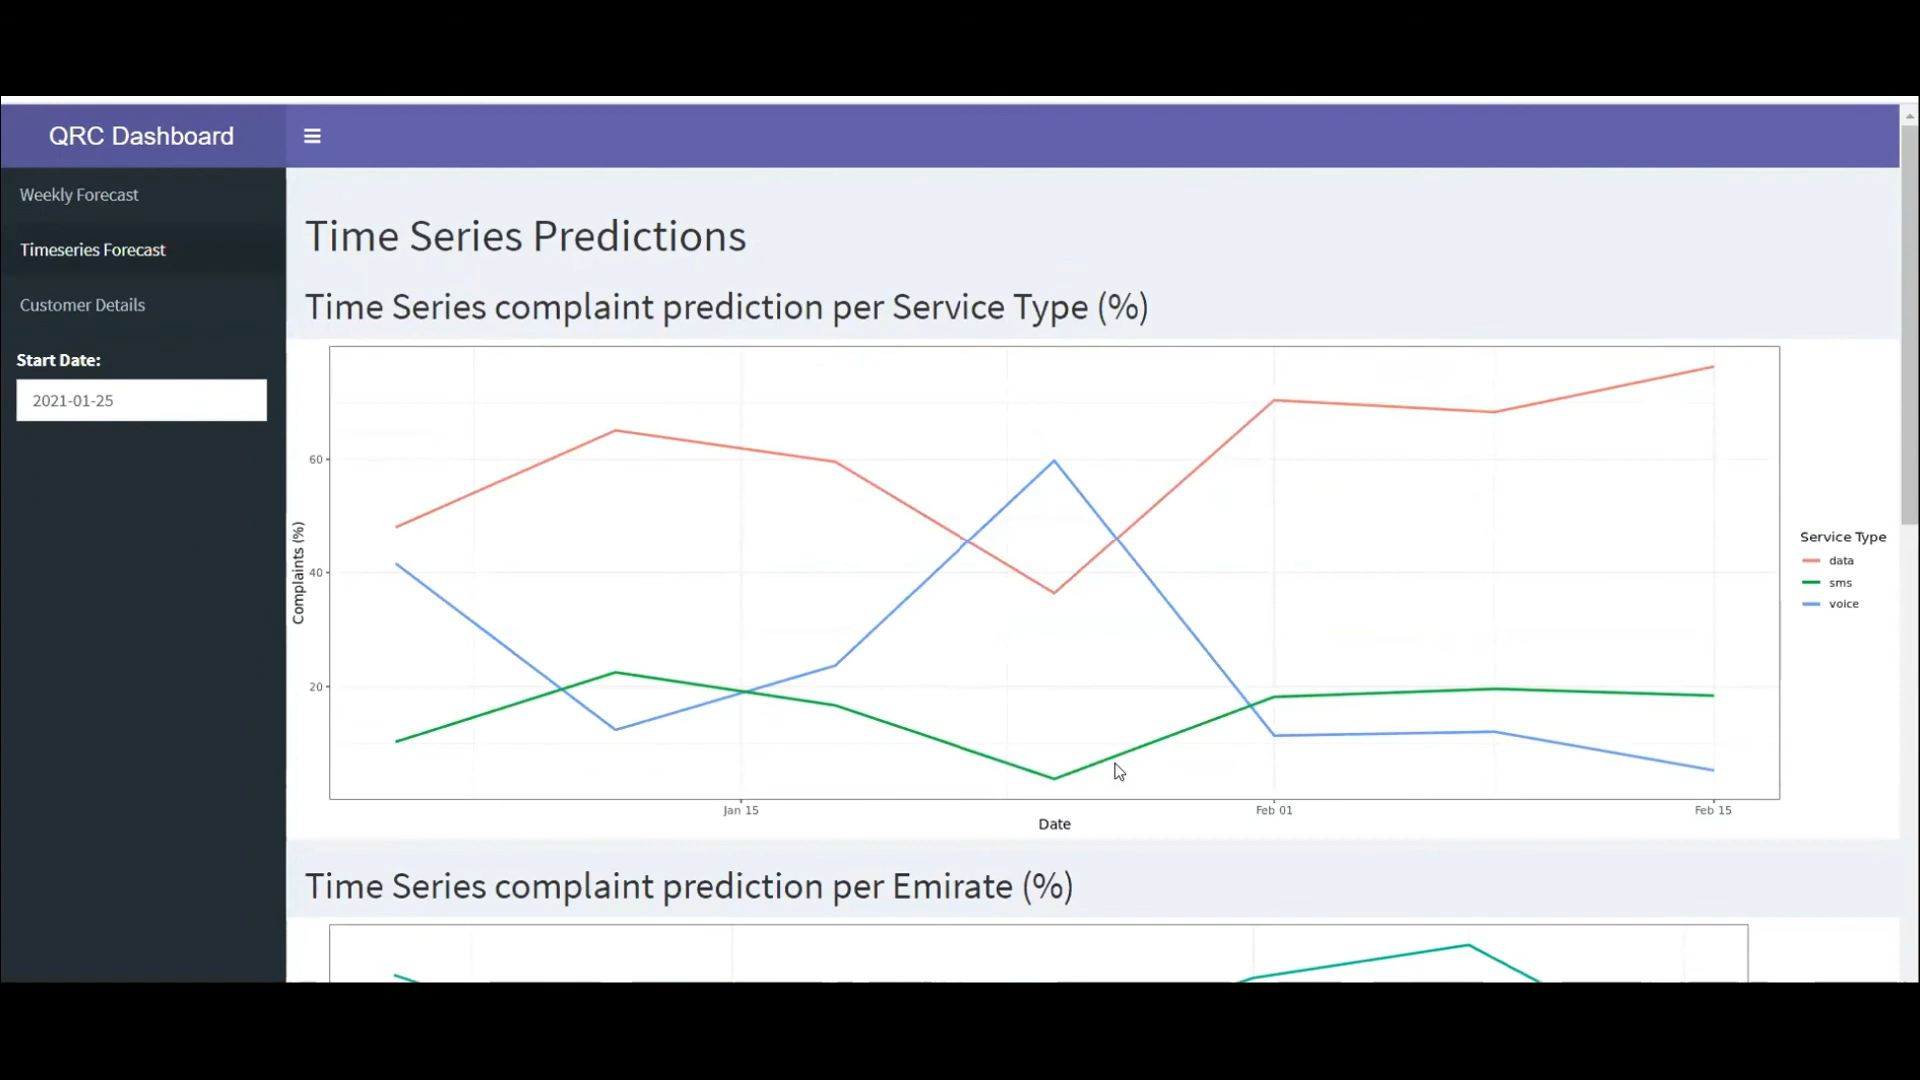 QRC Dashboard
Weekly Forecast
Timeseries Forecast
Customer Details
Start Date:
2021-01-25
Time Series Predictions
Time Series complaint prediction per Service Type (%)
60
40
20
Complaints (%)
Jan 15
Feb 01
Feb 15
Date
Service Type
data
sms
voice
Time Series complaint prediction per Emirate (%)